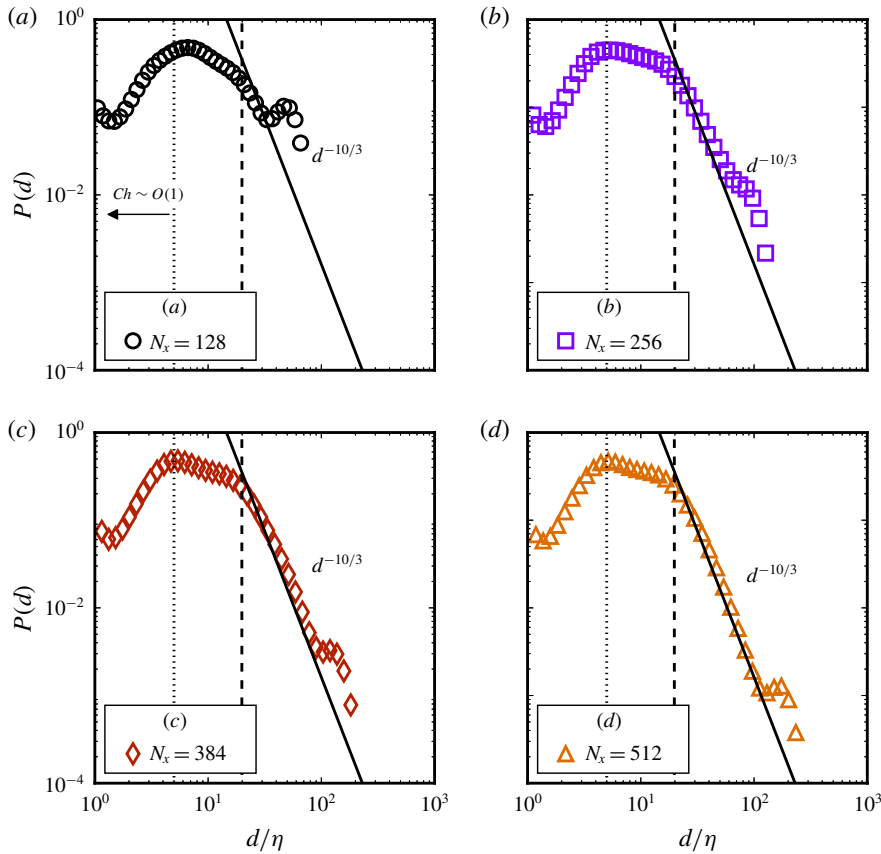 (a)
10^0
P(d)
10^-2
10^-4
Ch ~ O(1)
d^-10/3
(a)
N_x = 128
(b)
d^-10/3
(b)
N_x = 256
(c)
10^0
P(d)
10^-2
10^-4
d^-10/3
(c)
N_x = 384
10^0 10^1 10^2 10^3
d/η
(d)
d^-10/3
(d)
N_x = 512
10^0 10^1 10^2 10^3
d/η